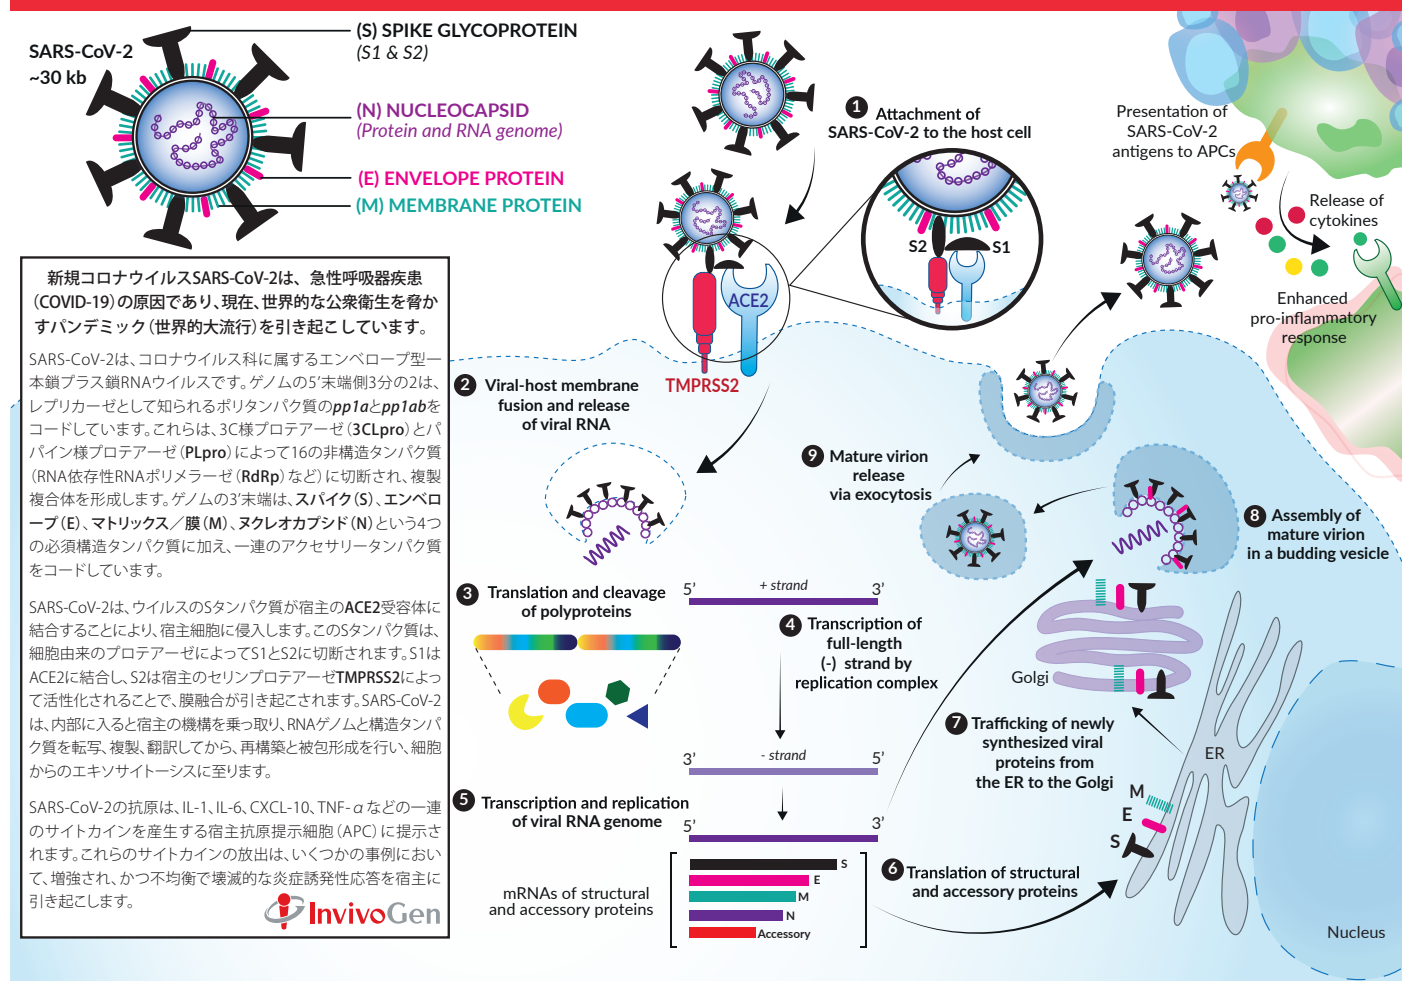 SARS-CoV-2
~30 kb
(S) SPIKE GLYCOPROTEIN
(S1 & S2)
(N) NUCLEOCAPSID
(Protein and RNA genome)
(E) ENVELOPE PROTEIN
(M) MEMBRANE PROTEIN
新規コロナウイルスSARS-CoV-2は、急性呼吸器疾患
(COVID-19)の原因であり、現在、世界的な公衆衛生を脅か
すパンデミック(世界的大流行)を引き起こしています。
SARS-CoV-2は、コロナウイルス科に属するエンベロープ型一
本鎖プラス鎖RNAウイルスです。ゲノムの5’末端側3分の2は、
レプリカーゼとして知られるポリタンパク質のpp1aとpp1abを
コードしています。これらは、3C様プロテアーゼ(3CLpro)とパ
パイン様プロテアーゼ(PLpro)によって16の非構造タンパク質
(RNA依存性RNAポリメラーゼ(RdRp)など)に切断され、複製
複合体を形成します。ゲノムの3’末端は、スパイク(S)、エンベロ
ープ(E)、マトリックス/膜(M)、ヌクレオカプシド(N)という4つ
の必須構造タンパク質に加え、一連のアクセサリータンパク質
をコードしています。
SARS-CoV-2は、ウイルスのSタンパク質が宿主のACE2受容体に
結合することにより、宿主細胞に侵入します。このSタンパク質は、
細胞由来のプロテアーゼによってS1とS2に切断されます。S1は
ACE2に結合し、S2は宿主のセリンプロテアーゼTMPRSS2によっ
て活性化されることで、膜融合が引き起こされます。SARS-CoV-2
は、内部に入ると宿主の機構を乗っ取り、RNAゲノムと構造タンパ
ク質を転写、複製、翻訳してから、再構築と被包形成を行い、細胞
からのエキソサイトーシスに至ります。
SARS-CoV-2の抗原は、IL-1、IL-6、CXCL-10、TNF-αなどの一連
のサイトカインを産生する宿主抗原提示細胞(APC)に提示さ
れます。これらのサイトカインの放出は、いくつかの事例におい
て、増強され、かつ不均衡で壊滅的な炎症誘発性応答を宿主に
引き起こします。
InvivoGen
1 Attachment of
SARS-CoV-2 to the host cell
S2
S1
ACE2
TMPRSS2
2 Viral-host membrane
fusion and release
of viral RNA
3 Translation and cleavage
of polyproteins
5’
+ strand
3’
4 Transcription of
full-length
(-) strand by
replication complex
3’
- strand
5’
5 Transcription and replication
of viral RNA genome
5’
3’
mRNAs of structural
and accessory proteins
S
E
M
N
Accessory
6 Translation of structural
and accessory proteins
7 Trafficking of newly
synthesized viral
proteins from
the ER to the Golgi
M
E
S
ER
Golgi
Nucleus
8 Assembly of
mature virion
in a budding vesicle
9 Mature virion
release
via exocytosis
Presentation of
SARS-CoV-2
antigens to APCs
Release of
cytokines
Enhanced
pro-inflammatory
response